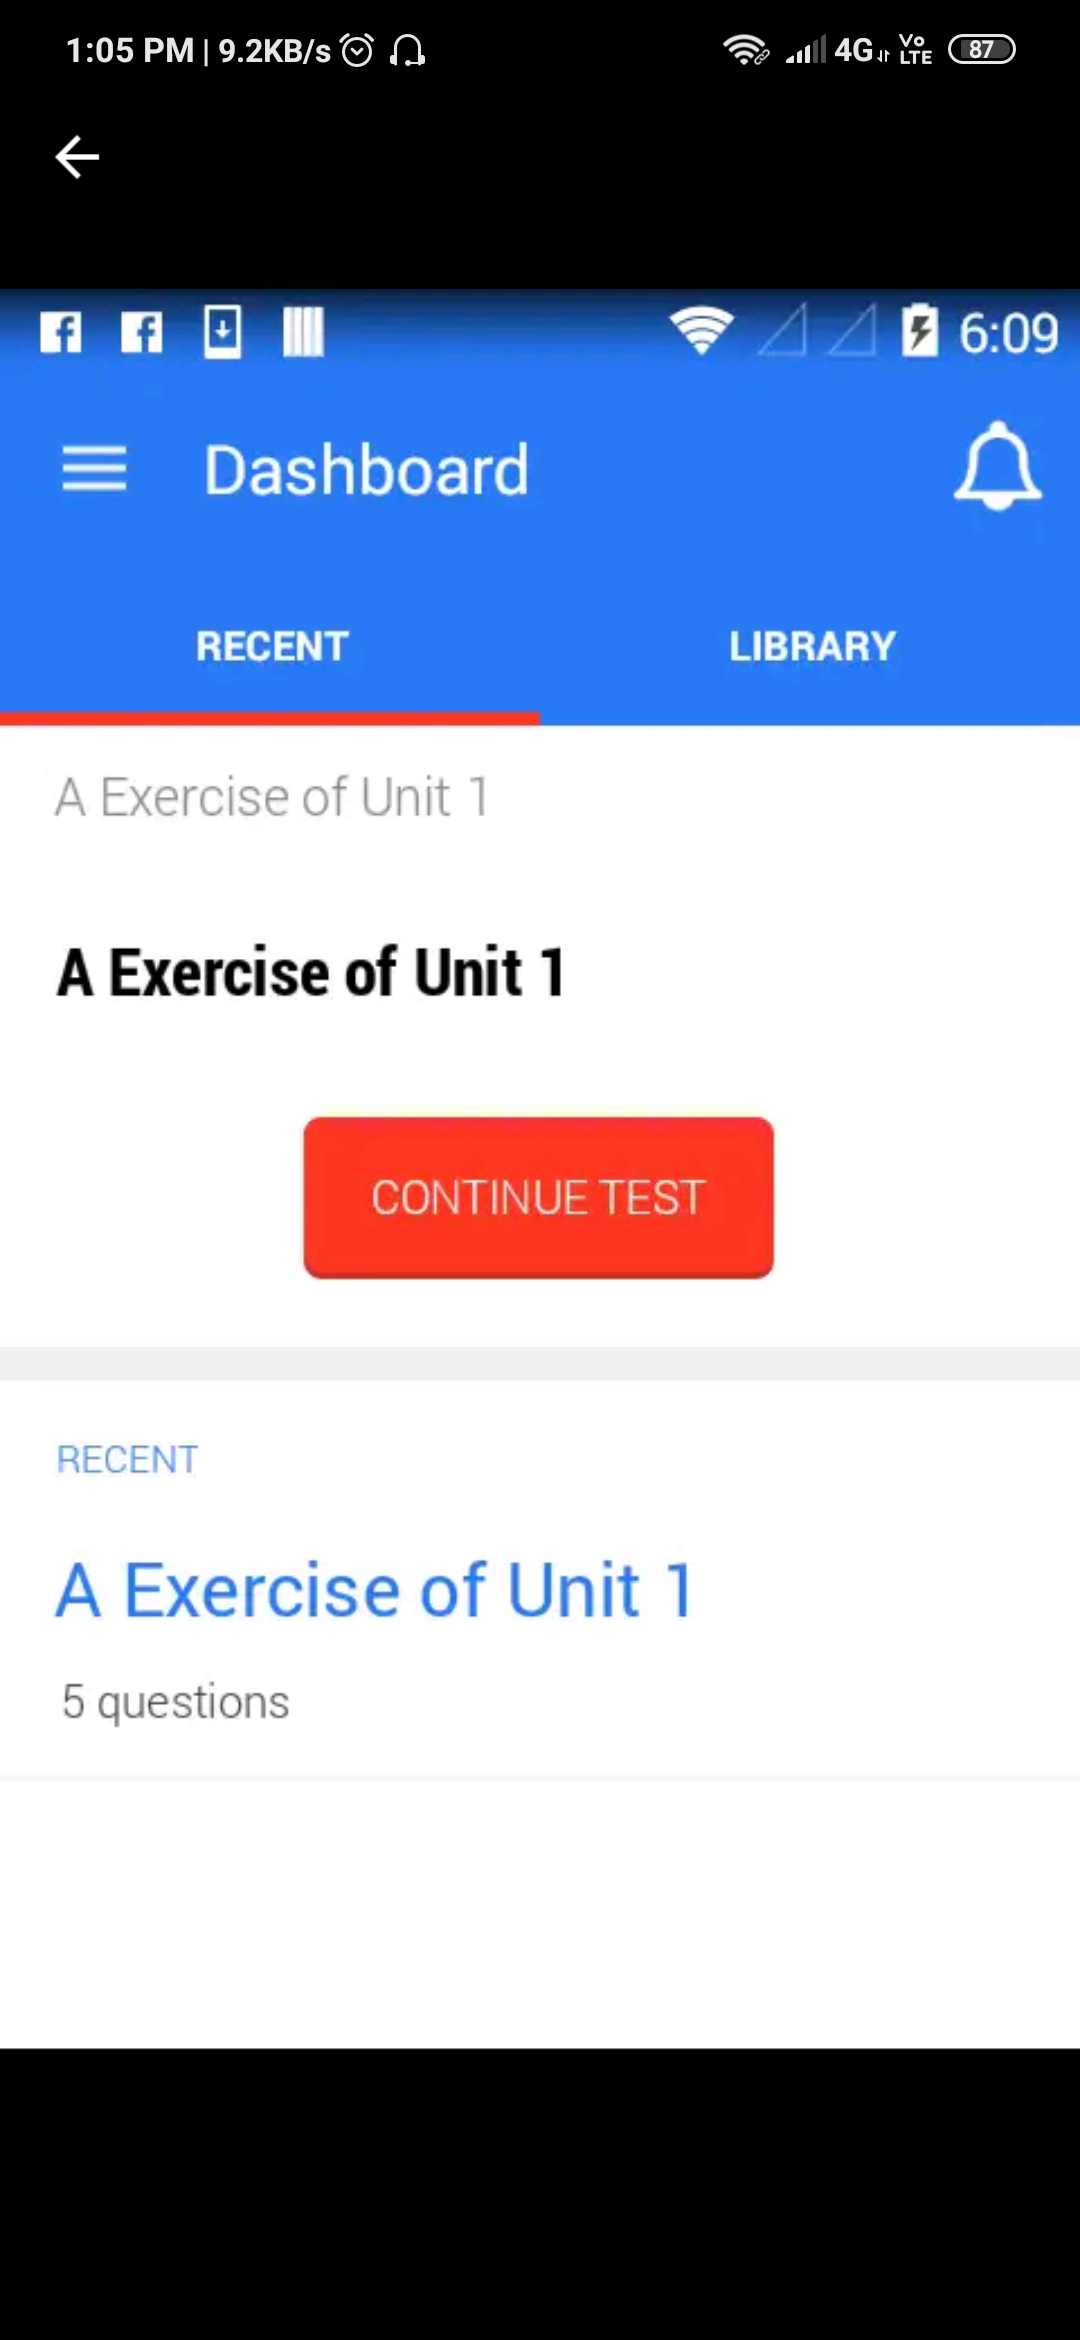 1:05 PM | 9.2KB/s 4G Vo LTE 87
6:09
Dashboard
RECENT LIBRARY
A Exercise of Unit 1
A Exercise of Unit 1
CONTINUE TEST
RECENT
A Exercise of Unit 1
5 questions